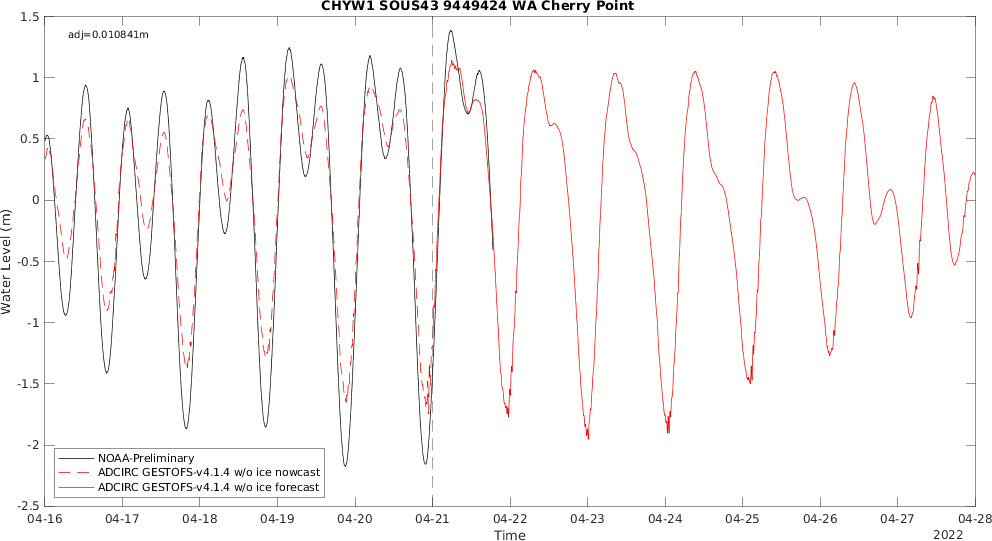 CHYW1 SOUS43 9449424 WA Cherry Point
adj=0.010841m
Water Level (m)
1.5
1
0.5
0
-0.5
-1
-1.5
-2
-2.5
NOAA-Preliminary
ADCIRC GESTOFS-v4.1.4 w/o ice nowcast
ADCIRC GESTOFS-v4.1.4 w/o ice forecast
04-16 04-17 04-18 04-19 04-20 04-21 04-22 04-23 04-24 04-25 04-26 04-27 04-28
Time
2022